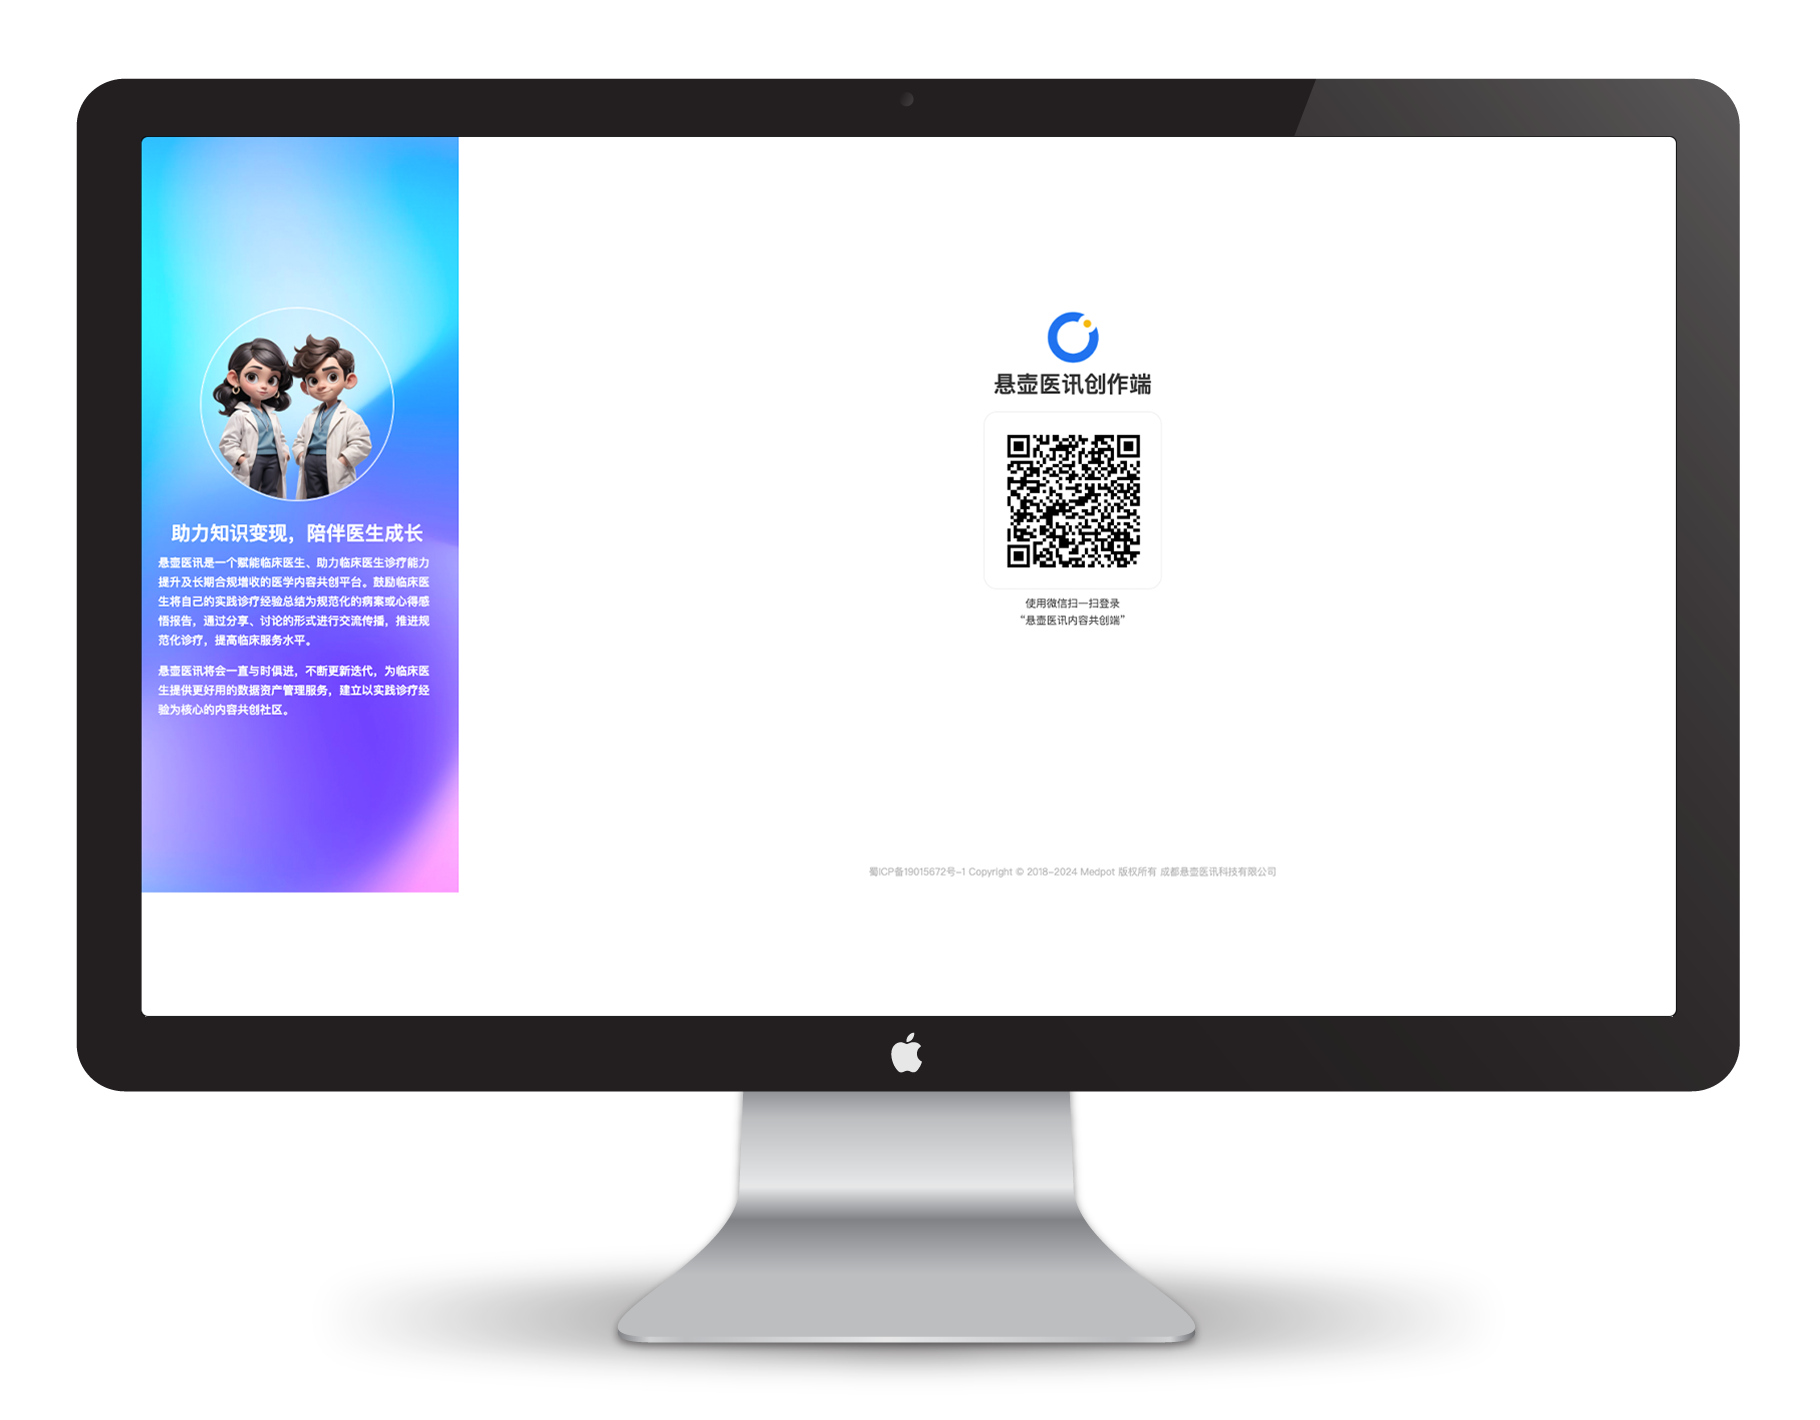 助力知识变现，陪伴医生成长
悬壶医讯是一个赋能临床医生、助力临床医生诊疗能力
提升及长期合规增收的医学内容共创平台。鼓励临床医
生将自己的实践诊疗经验总结为规范化的病案或心得感
悟报告，通过分享、讨论的形式进行交流传播，推进规
范化诊疗，提高临床服务水平。
悬壶医讯将会一直与时俱进，不断更新迭代，为临床医
生提供更好用的数据资产管理服务，建立以实践诊疗经
验为核心的内容共创社区。
悬壶医讯创作端
使用微信扫一扫登录
“悬壶医讯内容共创端”
蜀ICP备19015672号-1 Copyright © 2018-2024 Medpot 版权所有 成都悬壶医讯科技有限公司